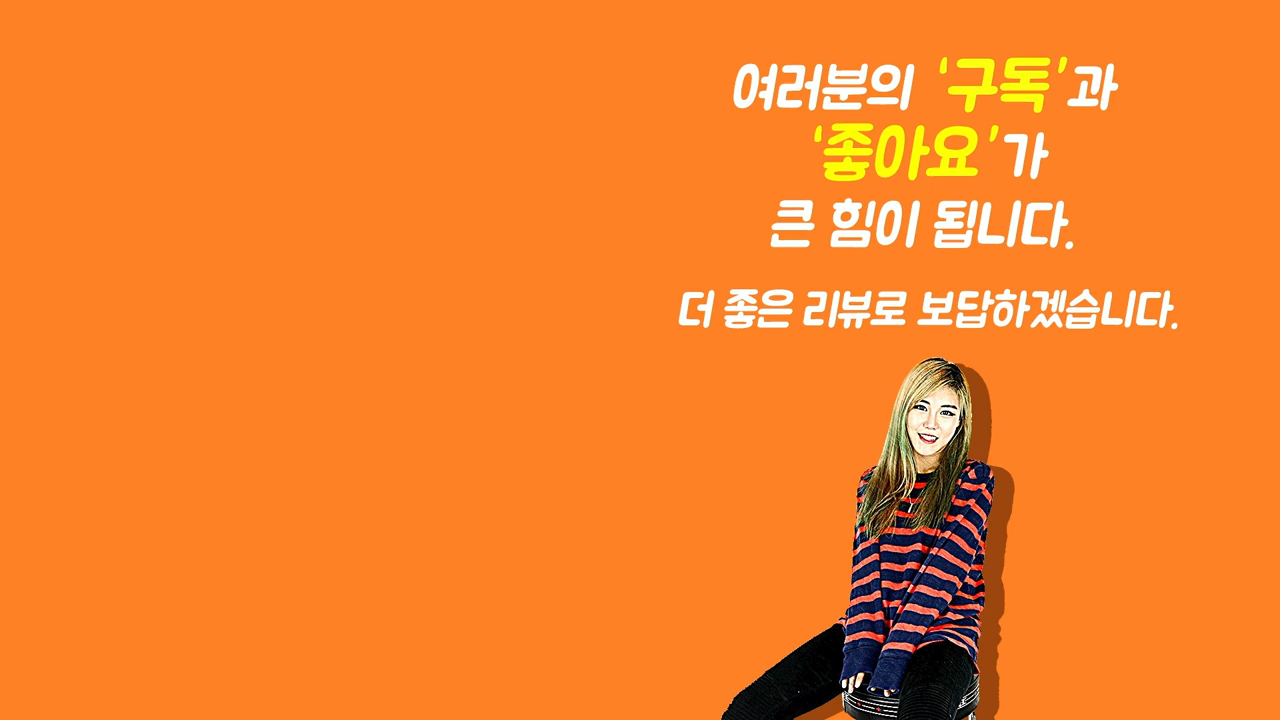 여러분의 ‘구독’과
‘좋아요’가
큰 힘이 됩니다.
더 좋은 리뷰로 보답하겠습니다.